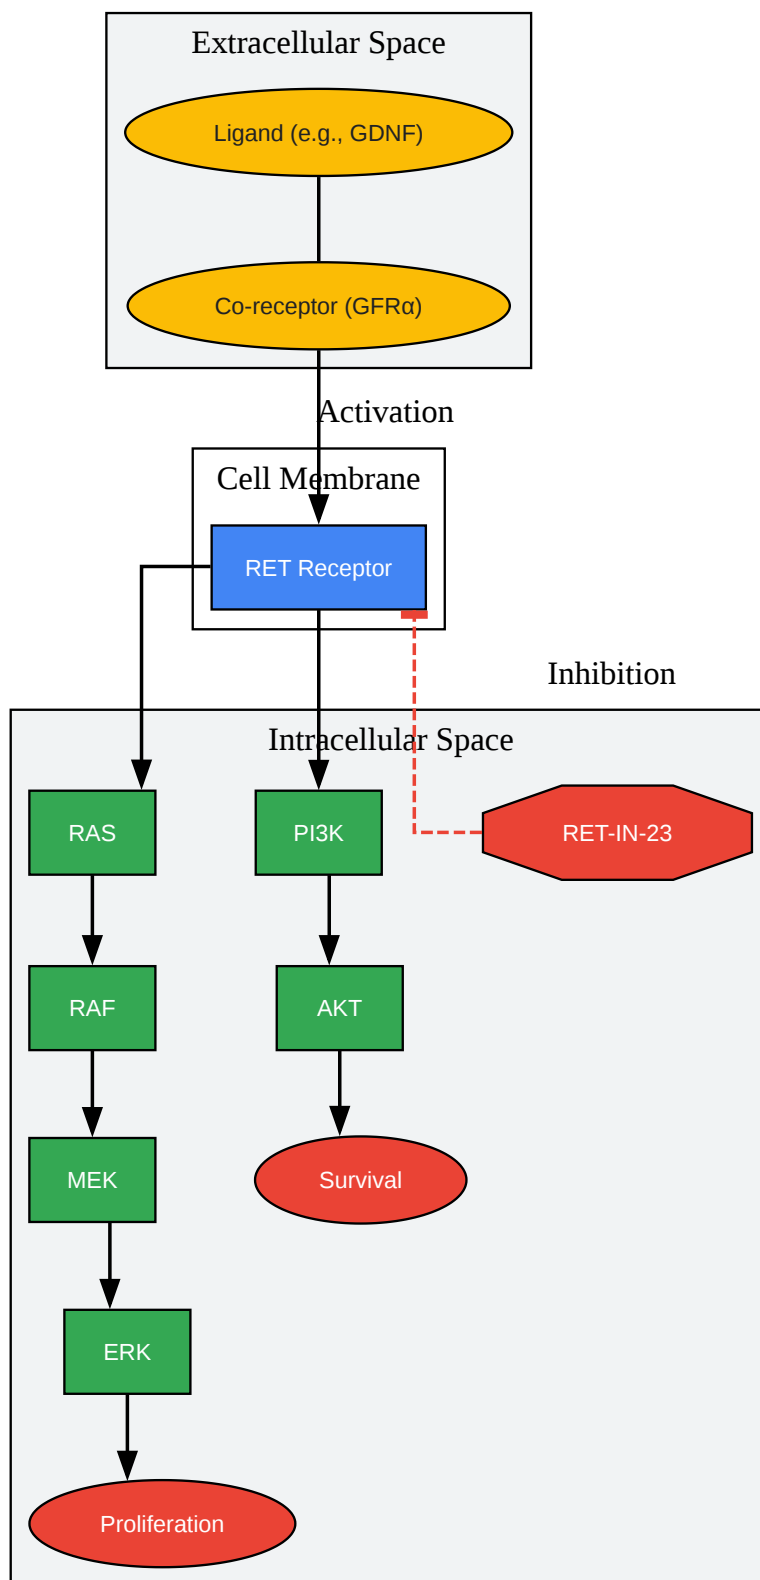 Extracellular Space
Ligand (e.g., GDNF)
Co-receptor (GFRα)
Activation
Cell Membrane
RET Receptor
Inhibition
Intracellular Space
RAS
PI3K
RET-IN-23
RAF
AKT
MEK
Survival
ERK
Proliferation